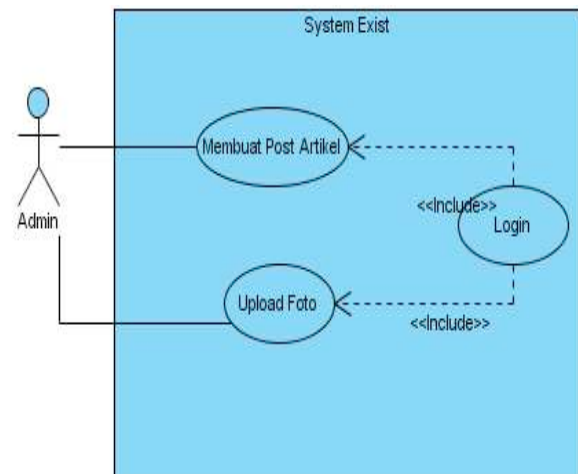 System Exist
Membuat Post Artikel
<<Include>>
Login
Admin
Upload Foto
<<Include>>